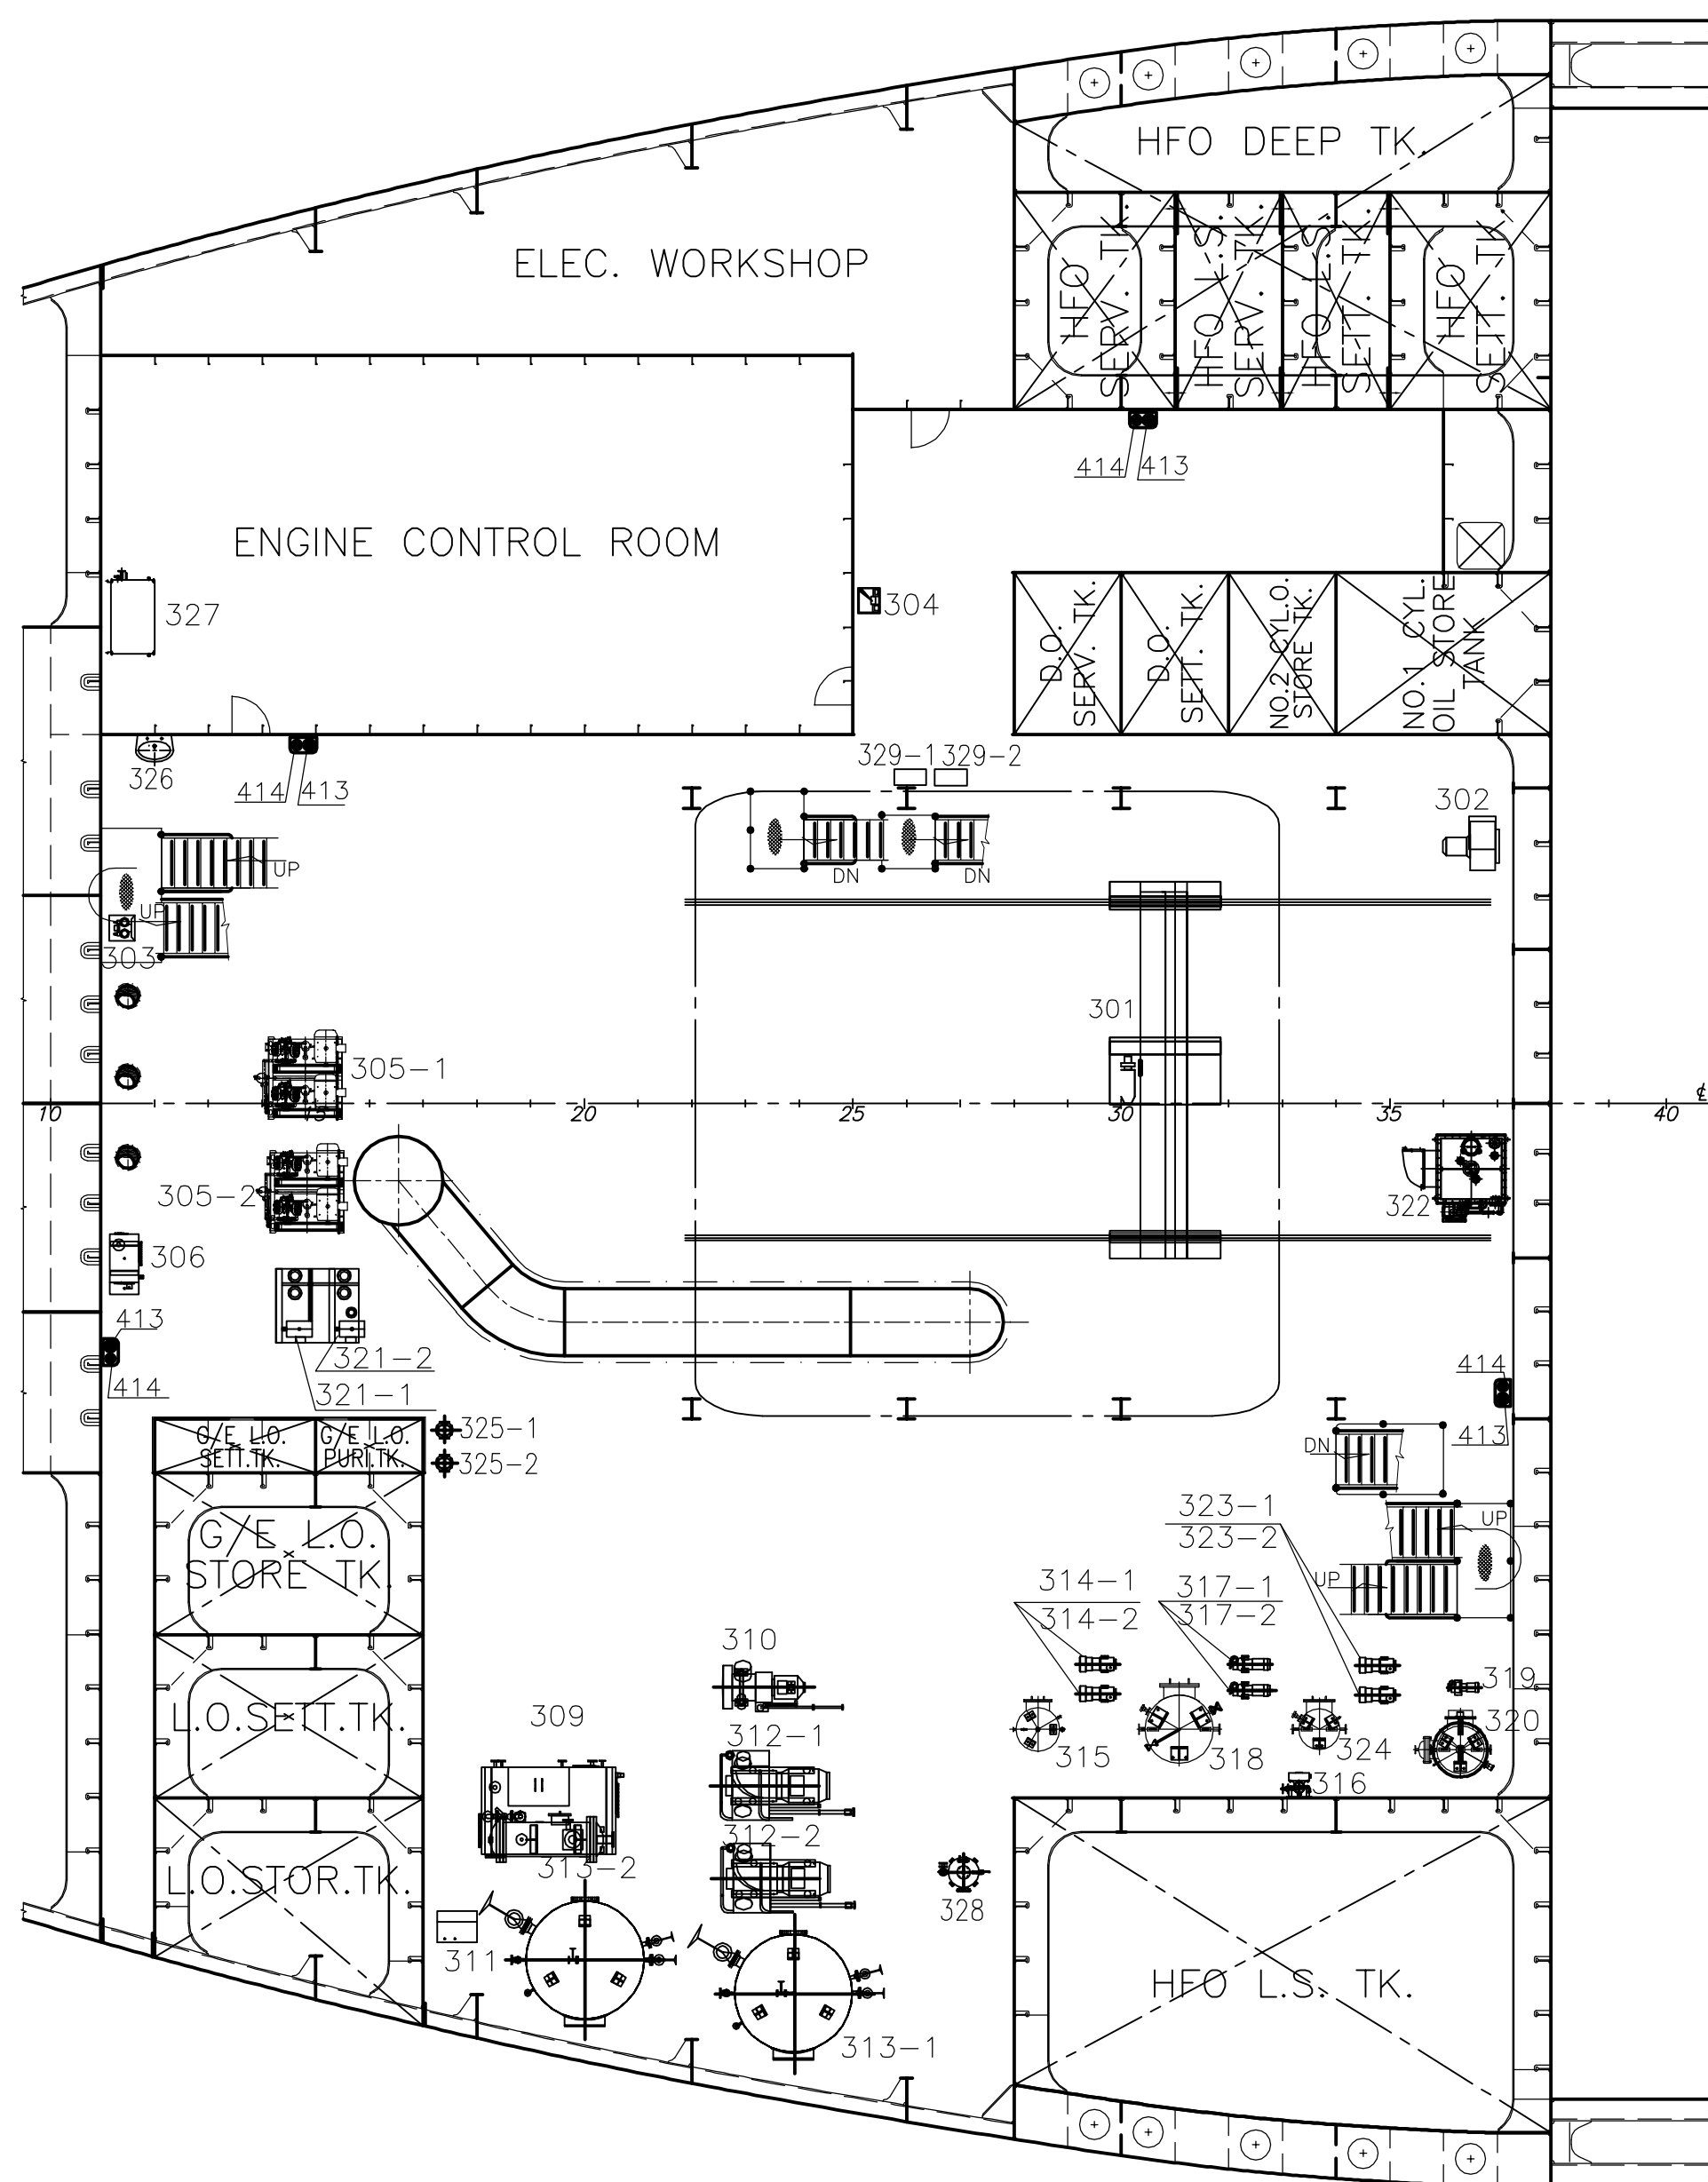 HFO DEEP TK.
ELEC. WORKSHOP
HFO
SERV. TK.
HFO L.S.
SERV. TK.
HFO L.S.
SETT. TK.
HFO
SETT. TK.
414
413
ENGINE CONTROL ROOM
327
304
D.O.
SERV. TK.
D.O.
SETT. TK.
NO.2 CYL.O.
STORE TK.
NO.1 CYL.
OIL STORE
TANK
326
414
413
329-1
329-2
302
UP
DN
DN
UP
303
301
305-1
10
15
20
25
30
35
40
℄
305-2
322
306
413
414
321-2
321-1
414
413
G/E L.O.
SETT.TK.
G/E L.O.
PURI.TK.
325-1
325-2
DN
G/E L.O.
STORE TK.
323-1
323-2
UP
UP
314-1
314-2
317-1
317-2
310
319
L.O.SETT.TK.
309
312-1
315
318
324
320
316
312-2
313-2
L.O.STOR.TK.
328
311
HFO L.S. TK.
313-1